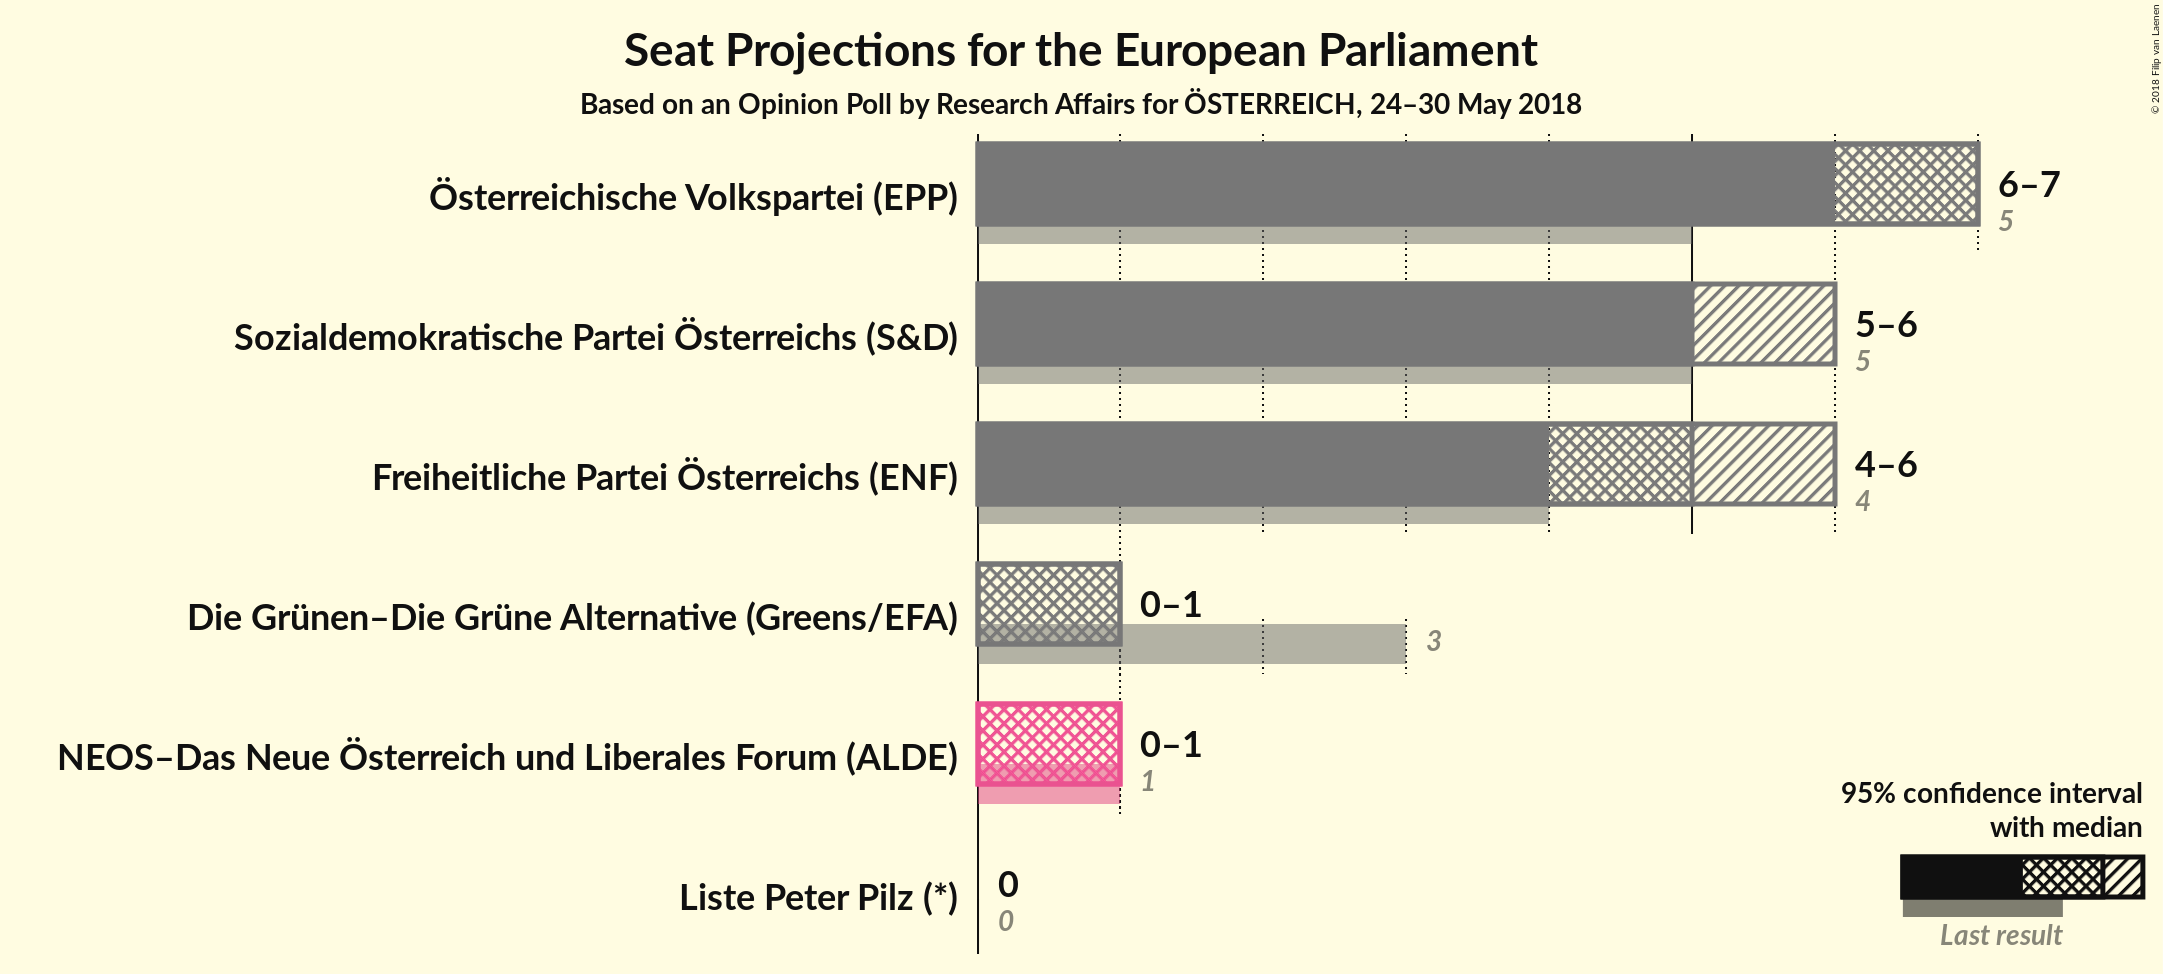 Seat Projections for the European Parliament
Based on an Opinion Poll by Research Affairs for ÖSTERREICH, 24–30 May 2018
© 2018 Filip van Laenen
Österreichische Volkspartei (EPP)
6–7
5
Sozialdemokratische Partei Österreichs (S&D)
5–6
5
Freiheitliche Partei Österreichs (ENF)
4–6
4
Die Grünen–Die Grüne Alternative (Greens/EFA)
0–1
3
NEOS–Das Neue Österreich und Liberales Forum (ALDE)
0–1
1
Liste Peter Pilz (*)
0
0
95% confidence interval
with median
Last result